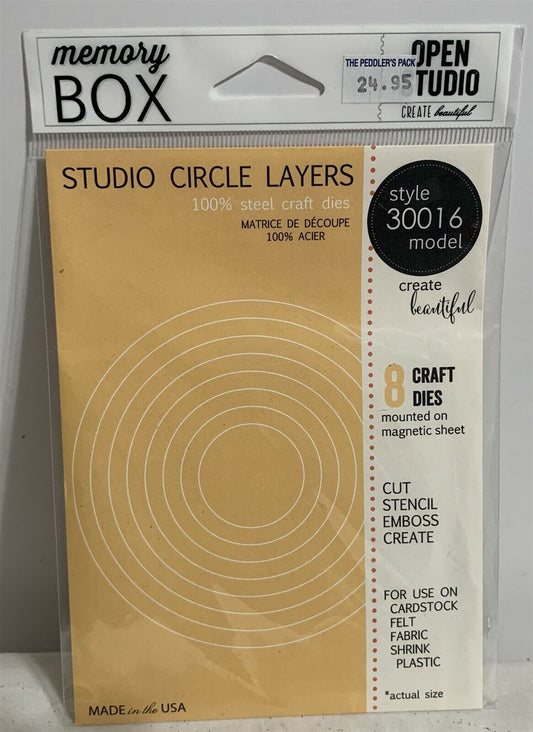 memory
BOX
THE PEDDLER'S PACK
24.95
OPEN
STUDIO
CREATE beautiful
STUDIO CIRCLE LAYERS
100% steel craft dies
MATRICE DE DÉCOUPE
100% ACIER
style
30016
model
create
beautiful
8 CRAFT
DIES
mounted on
magnetic sheet
CUT
STENCIL
EMBOSS
CREATE
FOR USE ON
CARDSTOCK
FELT
FABRIC
SHRINK
PLASTIC
*actual size
MADE in the USA